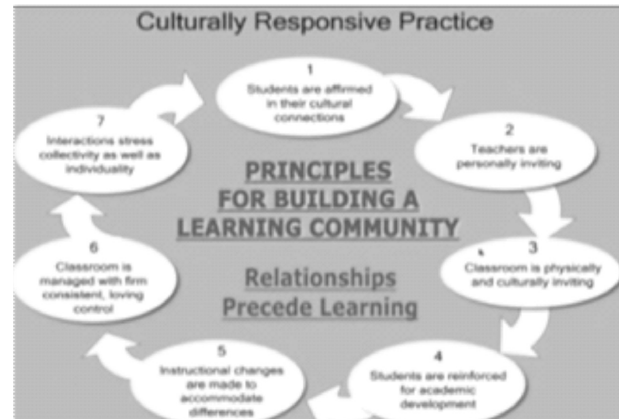 Culturally Responsive Practice
1
Students are affirmed
in their cultural
connections
2
Teachers are
personally inviting
3
Classroom is physically
and culturally inviting
4
Students are reinforced
for academic
development
5
Instructional changes
are made to
accommodate
differences
6
Classroom is
managed with firm
consistent, loving
control
7
Interactions stress
collectivity as well as
individuality
PRINCIPLES
FOR BUILDING A
LEARNING COMMUNITY
Relationships
Precede Learning